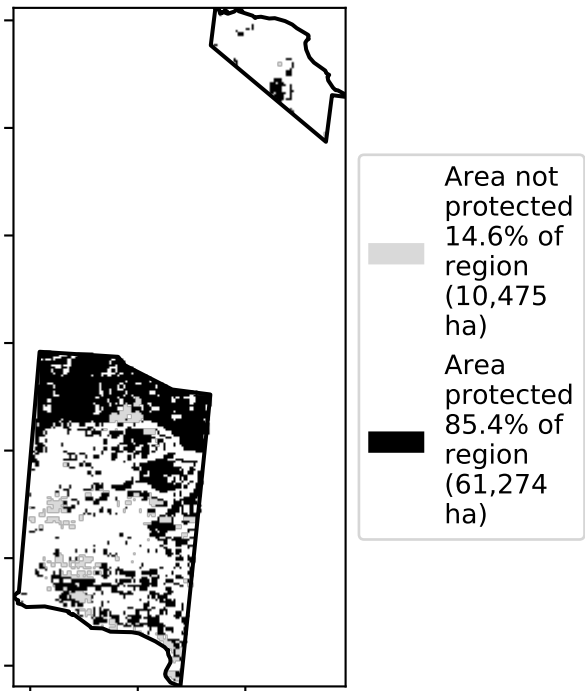 Area not
protected
14.6% of
region
(10,475
ha)
Area
protected
85.4% of
region
(61,274
ha)